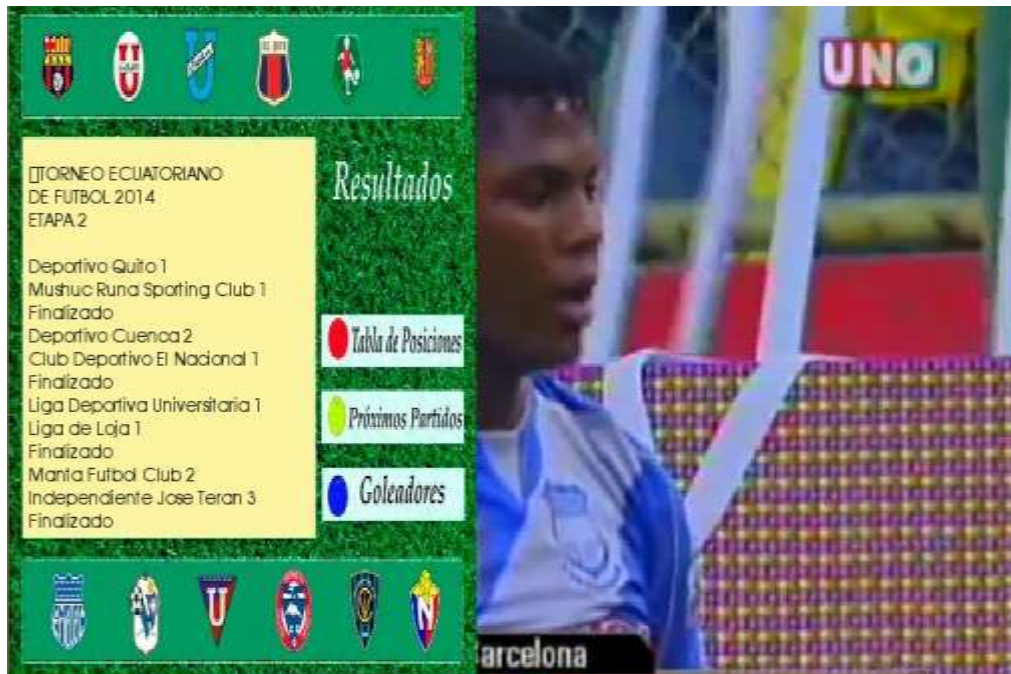 TORNEO ECUATORIANO
DE FUTBOL 2014
ETAPA 2
Deportivo Quito 1
Mushuc Runa Sporting Club 1
Finalizado
Deportivo Cuenca 2
Club Deportivo El Nacional 1
Finalizado
Liga Deportiva Universitaria 1
Liga de Loja 1
Finalizado
Manta Futbol Club 2
Independiente Jose Teran 3
Finalizado
Resultados
Tabla de Posiciones
Próximos Partidos
Goleadores
UNO
arcelona
U
U
U
N